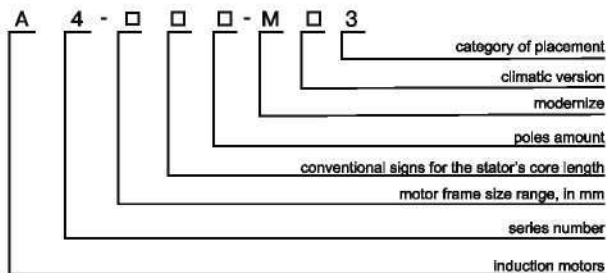 A 4 - □ □ □ - M □ 3
category of placement
climatic version
modernize
poles amount
conventional signs for the stator's core length
motor frame size range, in mm
series number
induction motors